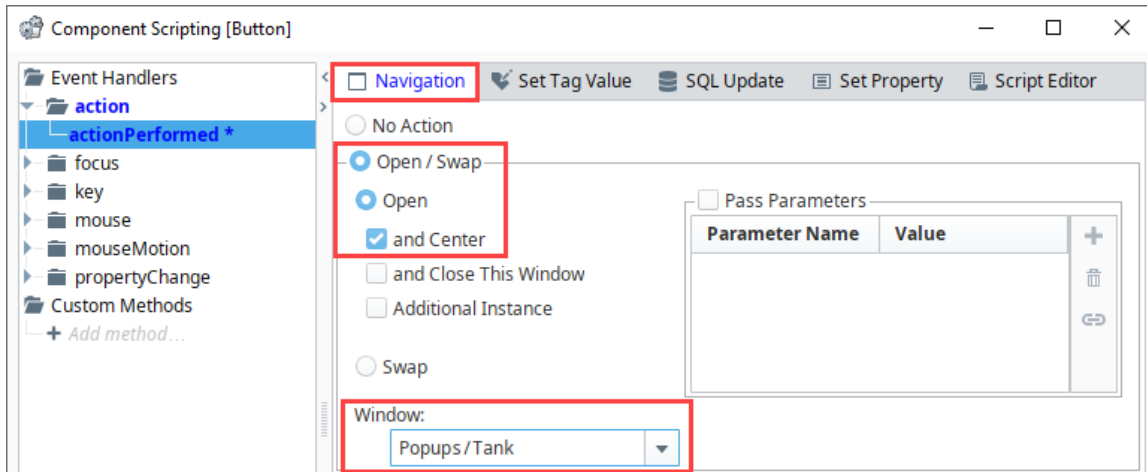 Component Scripting [Button]
Event Handlers
action
actionPerformed *
focus
key
mouse
mouseMotion
propertyChange
Custom Methods
Add method...
Navigation
Set Tag Value
SQL Update
Set Property
Script Editor
No Action
Open / Swap
Open
and Center
and Close This Window
Additional Instance
Swap
Pass Parameters
Parameter Name Value
Window:
Popups/Tank